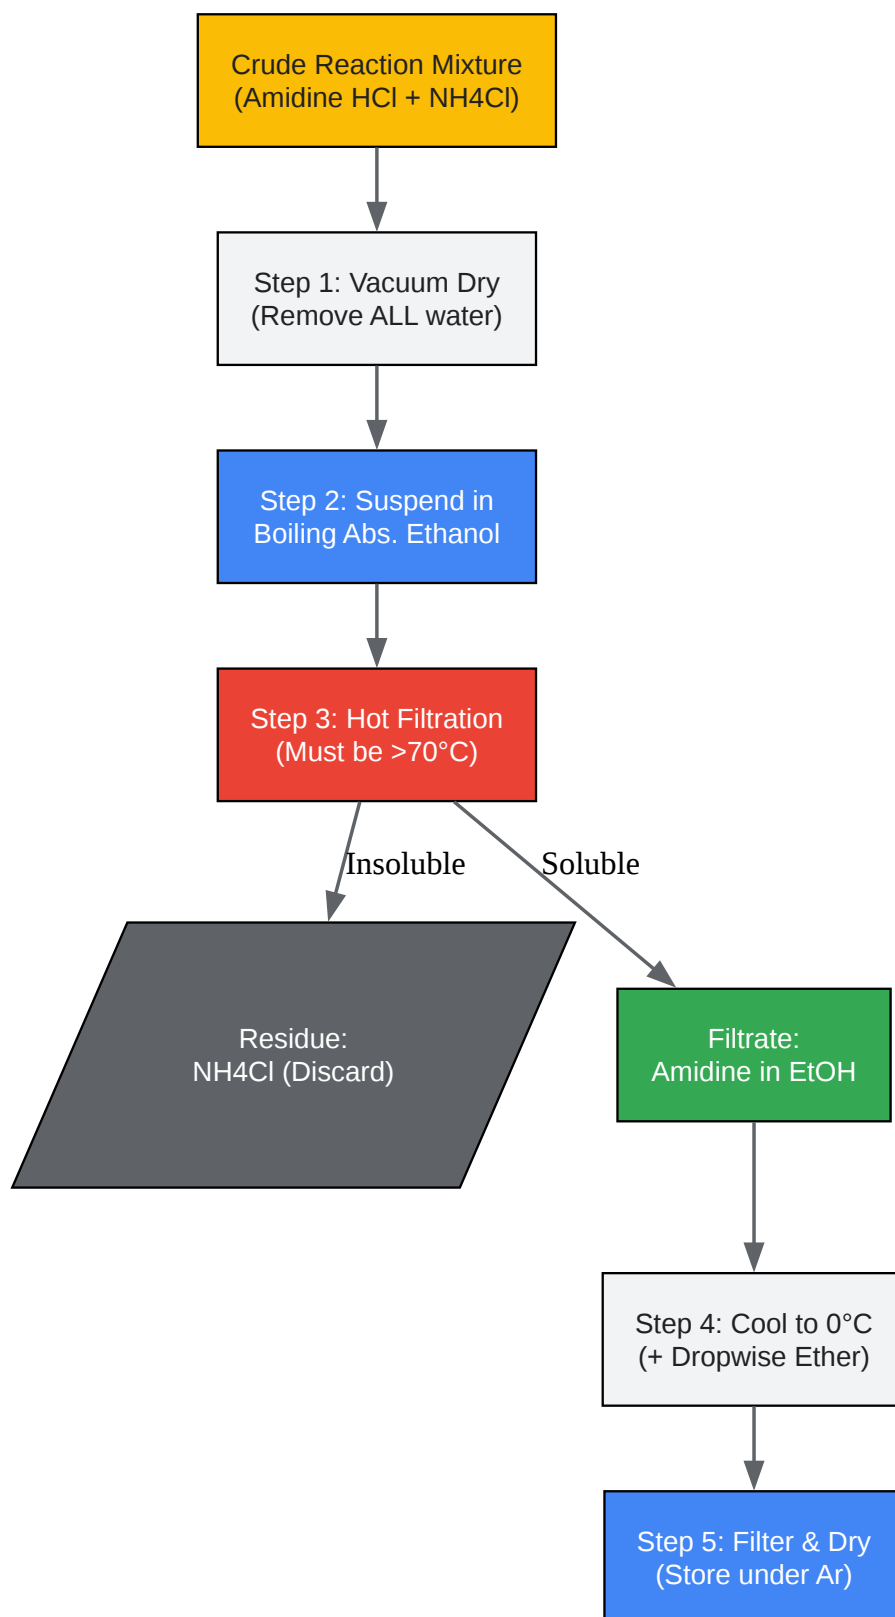 Crude Reaction Mixture
(Amidine HCl + NH4Cl)
Step 1: Vacuum Dry
(Remove ALL water)
Step 2: Suspend in
Boiling Abs. Ethanol
Step 3: Hot Filtration
(Must be >70°C)
Insoluble
Soluble
Residue:
NH4Cl (Discard)
Filtrate:
Amidine in EtOH
Step 4: Cool to 0°C
(+ Dropwise Ether)
Step 5: Filter & Dry
(Store under Ar)